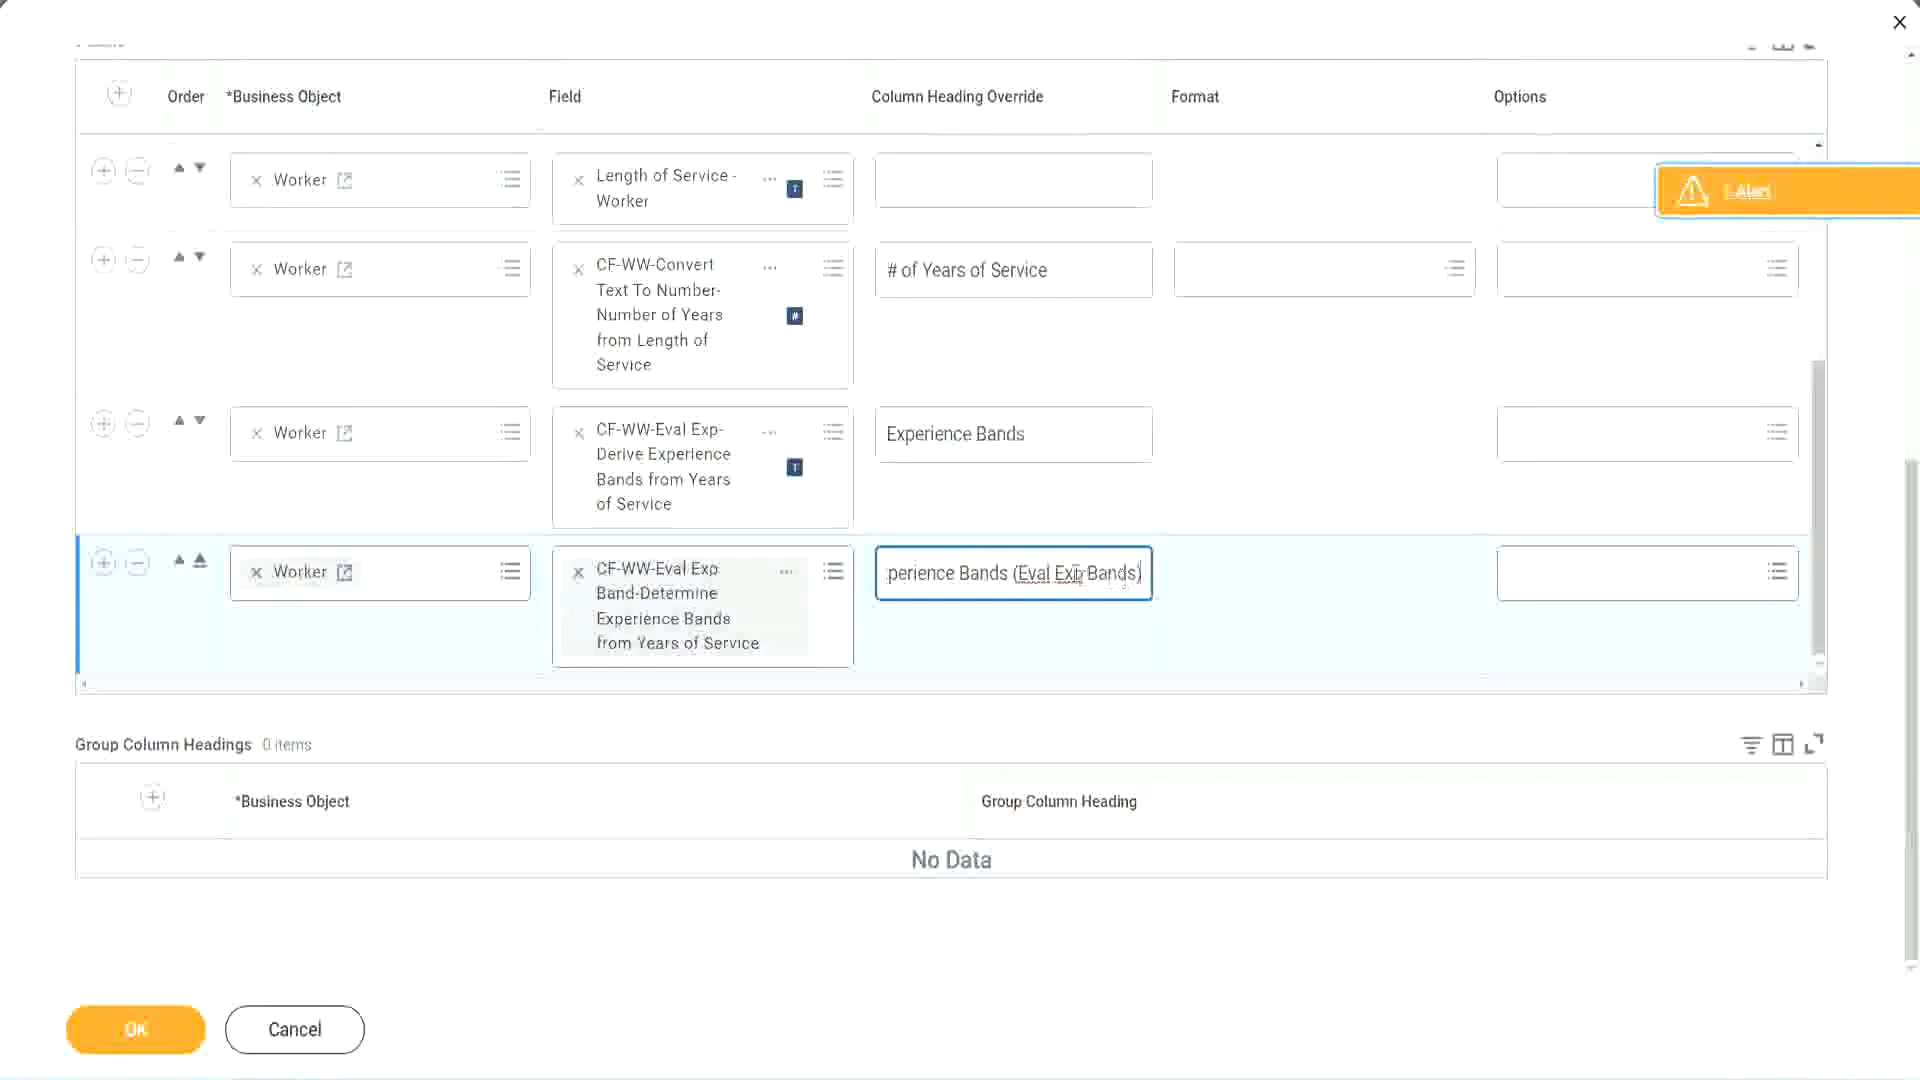 Order *Business Object Field Column Heading Override Format Options
Worker
Length of Service -
Worker
T
1 Alert
Worker
CF-WW-Convert
Text To Number-
Number of Years
from Length of
Service
#
# of Years of Service
Worker
CF-WW-Eval Exp-
Derive Experience
Bands from Years
of Service
T
Experience Bands
Worker
CF-WW-Eval Exp
Band-Determine
Experience Bands
from Years of Service
perience Bands (Eval Exp Bands)
Group Column Headings 0 items
*Business Object Group Column Heading
No Data
OK Cancel